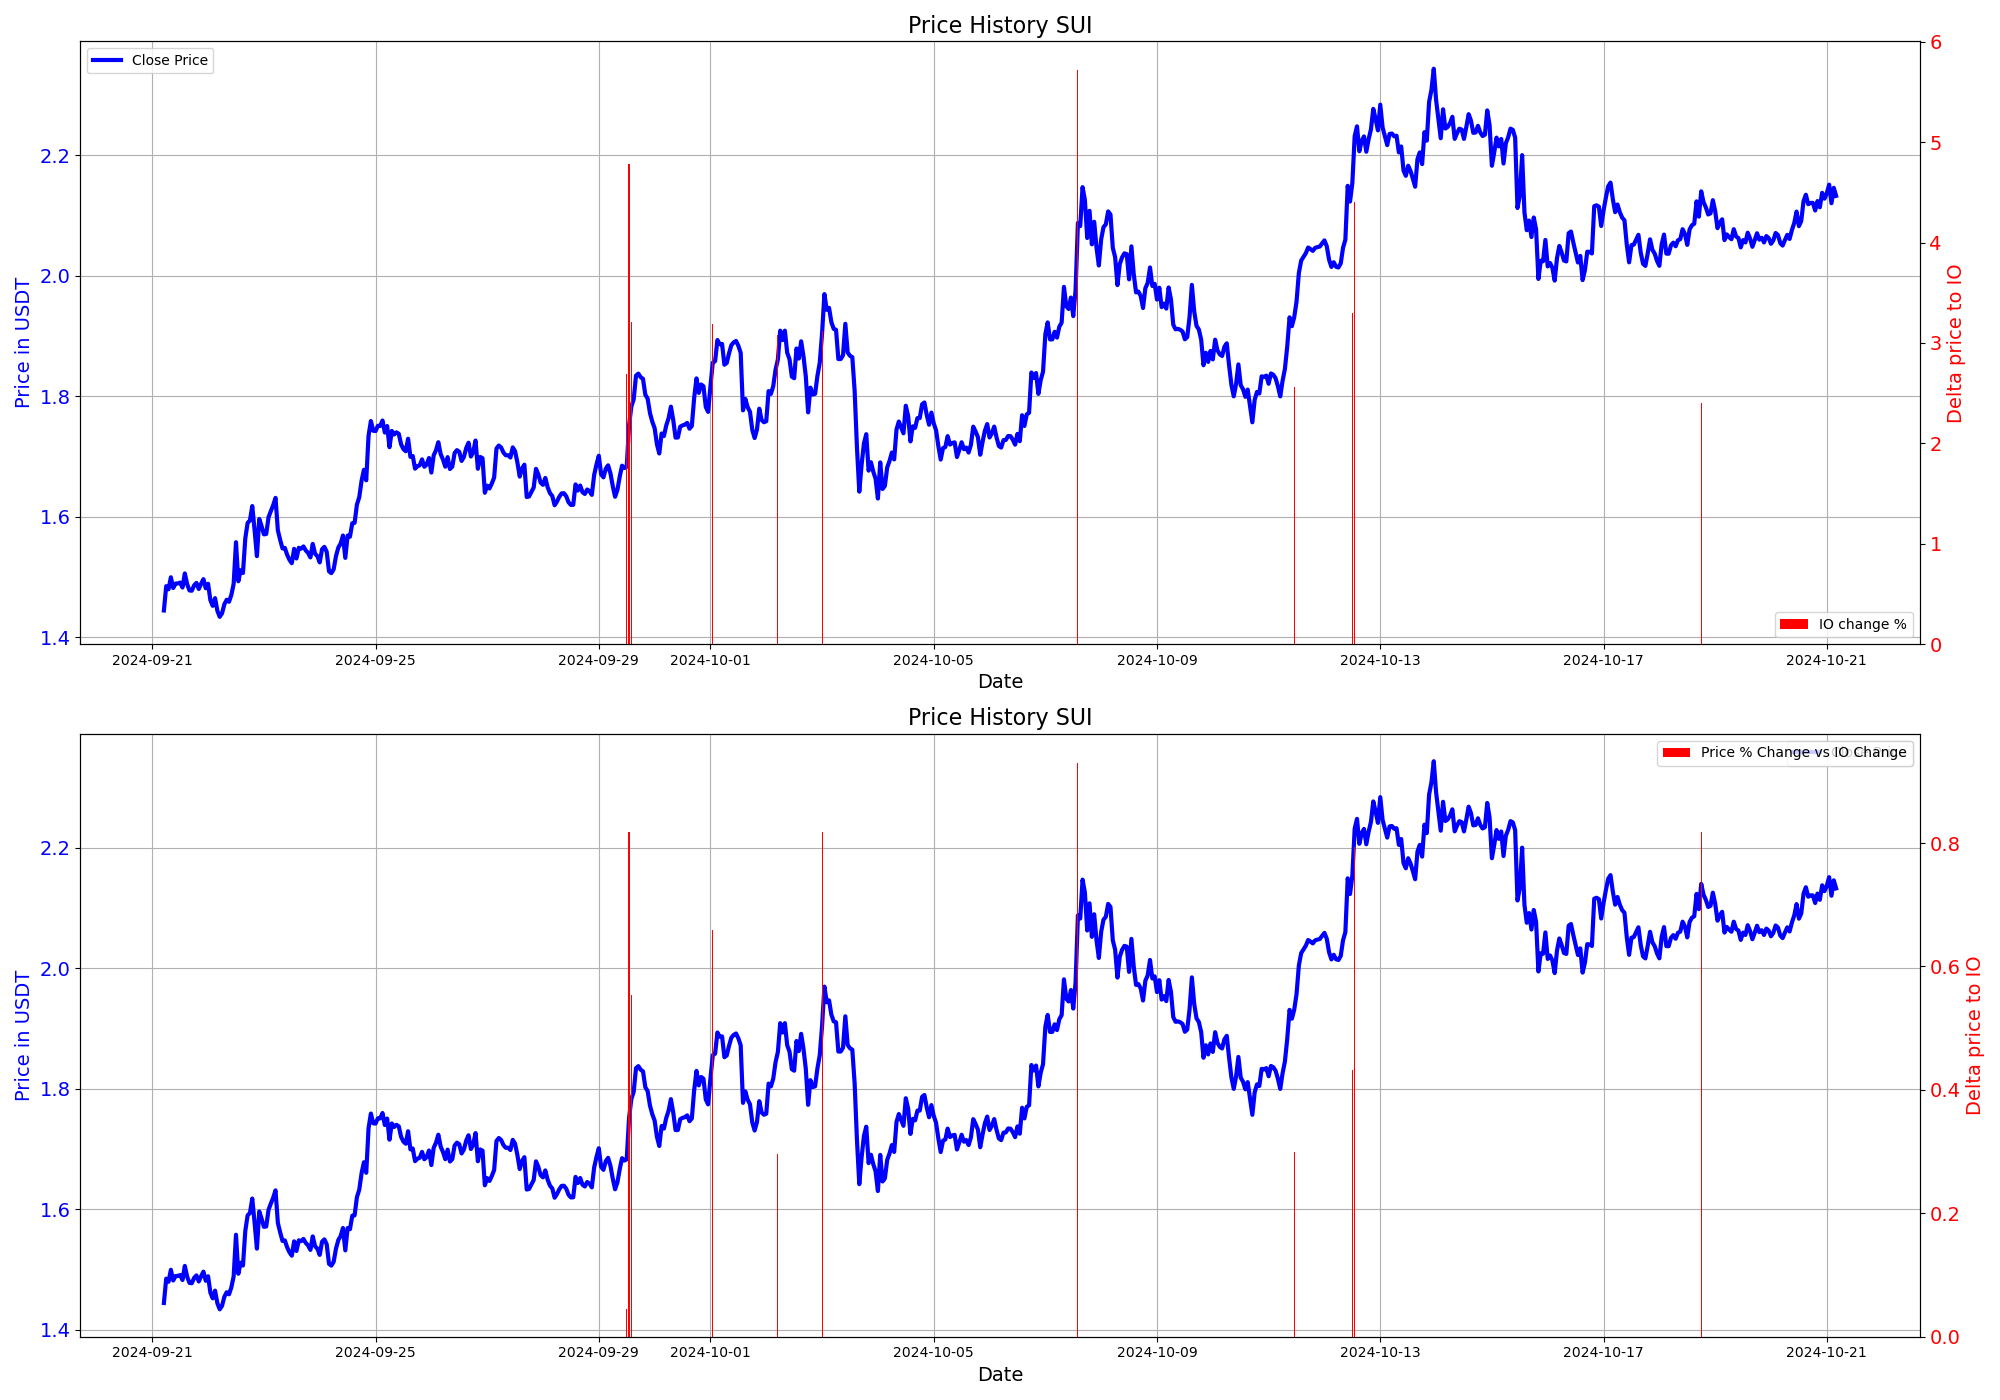 Price History SUI
Close Price
Price in USDT
2.2
2.0
1.8
1.6
1.4
6
5
4
3
2
1
0
Delta price to IO
IO change %
2024-09-21 2024-09-25 2024-09-29 2024-10-01 2024-10-05 2024-10-09 2024-10-13 2024-10-17 2024-10-21
Date
Price History SUI
Price % Change vs IO Change
Price in USDT
2.2
2.0
1.8
1.6
1.4
0.8
0.6
0.4
0.2
0.0
Delta price to IO
2024-09-21 2024-09-25 2024-09-29 2024-10-01 2024-10-05 2024-10-09 2024-10-13 2024-10-17 2024-10-21
Date